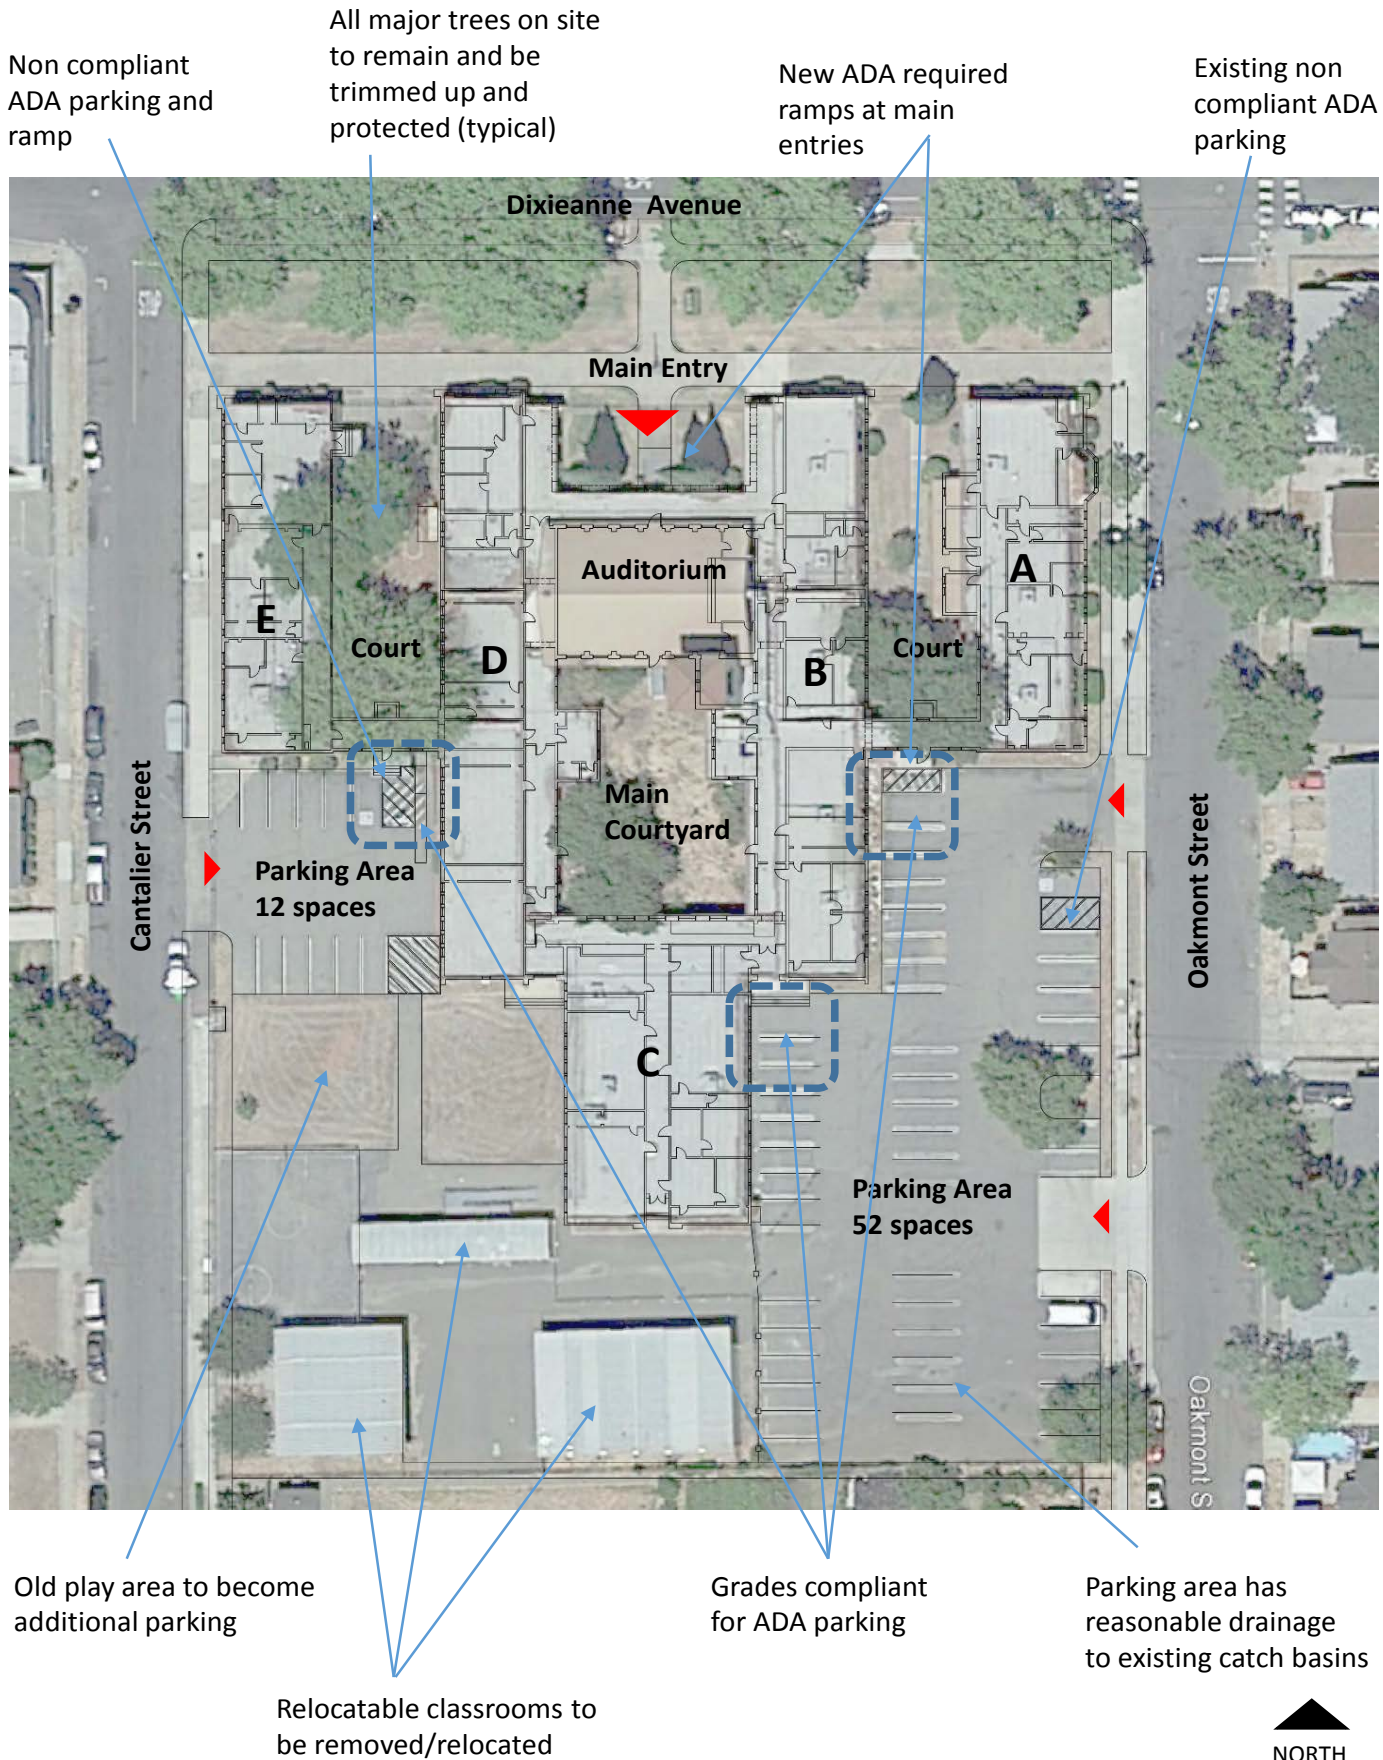 Non compliant
ADA parking and
ramp
All major trees on site
to remain and be
trimmed up and
protected (typical)
New ADA required
ramps at main
entries
Existing non
compliant ADA
parking
Dixieanne Avenue
Main Entry
Auditorium
A
E
Court
D
B
Court
Main
Courtyard
Cantalier Street
Oakmont Street
Parking Area
12 spaces
C
Parking Area
52 spaces
Oakmont S
Old play area to become
additional parking
Grades compliant
for ADA parking
Parking area has
reasonable drainage
to existing catch basins
Relocatable classrooms to
be removed/relocated
NORTH